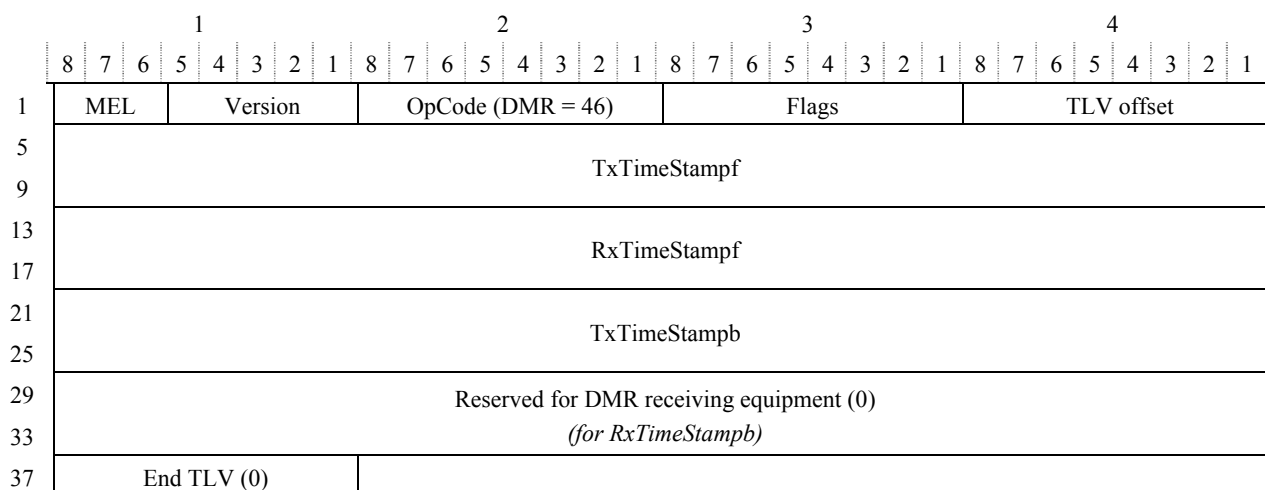 1 2 3 4
8 7 6 5 4 3 2 1 8 7 6 5 4 3 2 1 8 7 6 5 4 3 2 1 8 7 6 5 4 3 2 1
1 MEL Version OpCode (DMR = 46) Flags TLV offset
5
TxTimeStampf
9
13
RxTimeStampf
17
21
TxTimeStampb
25
29 Reserved for DMR receiving equipment (0)
33 (for RxTimeStampb)
37 End TLV (0)